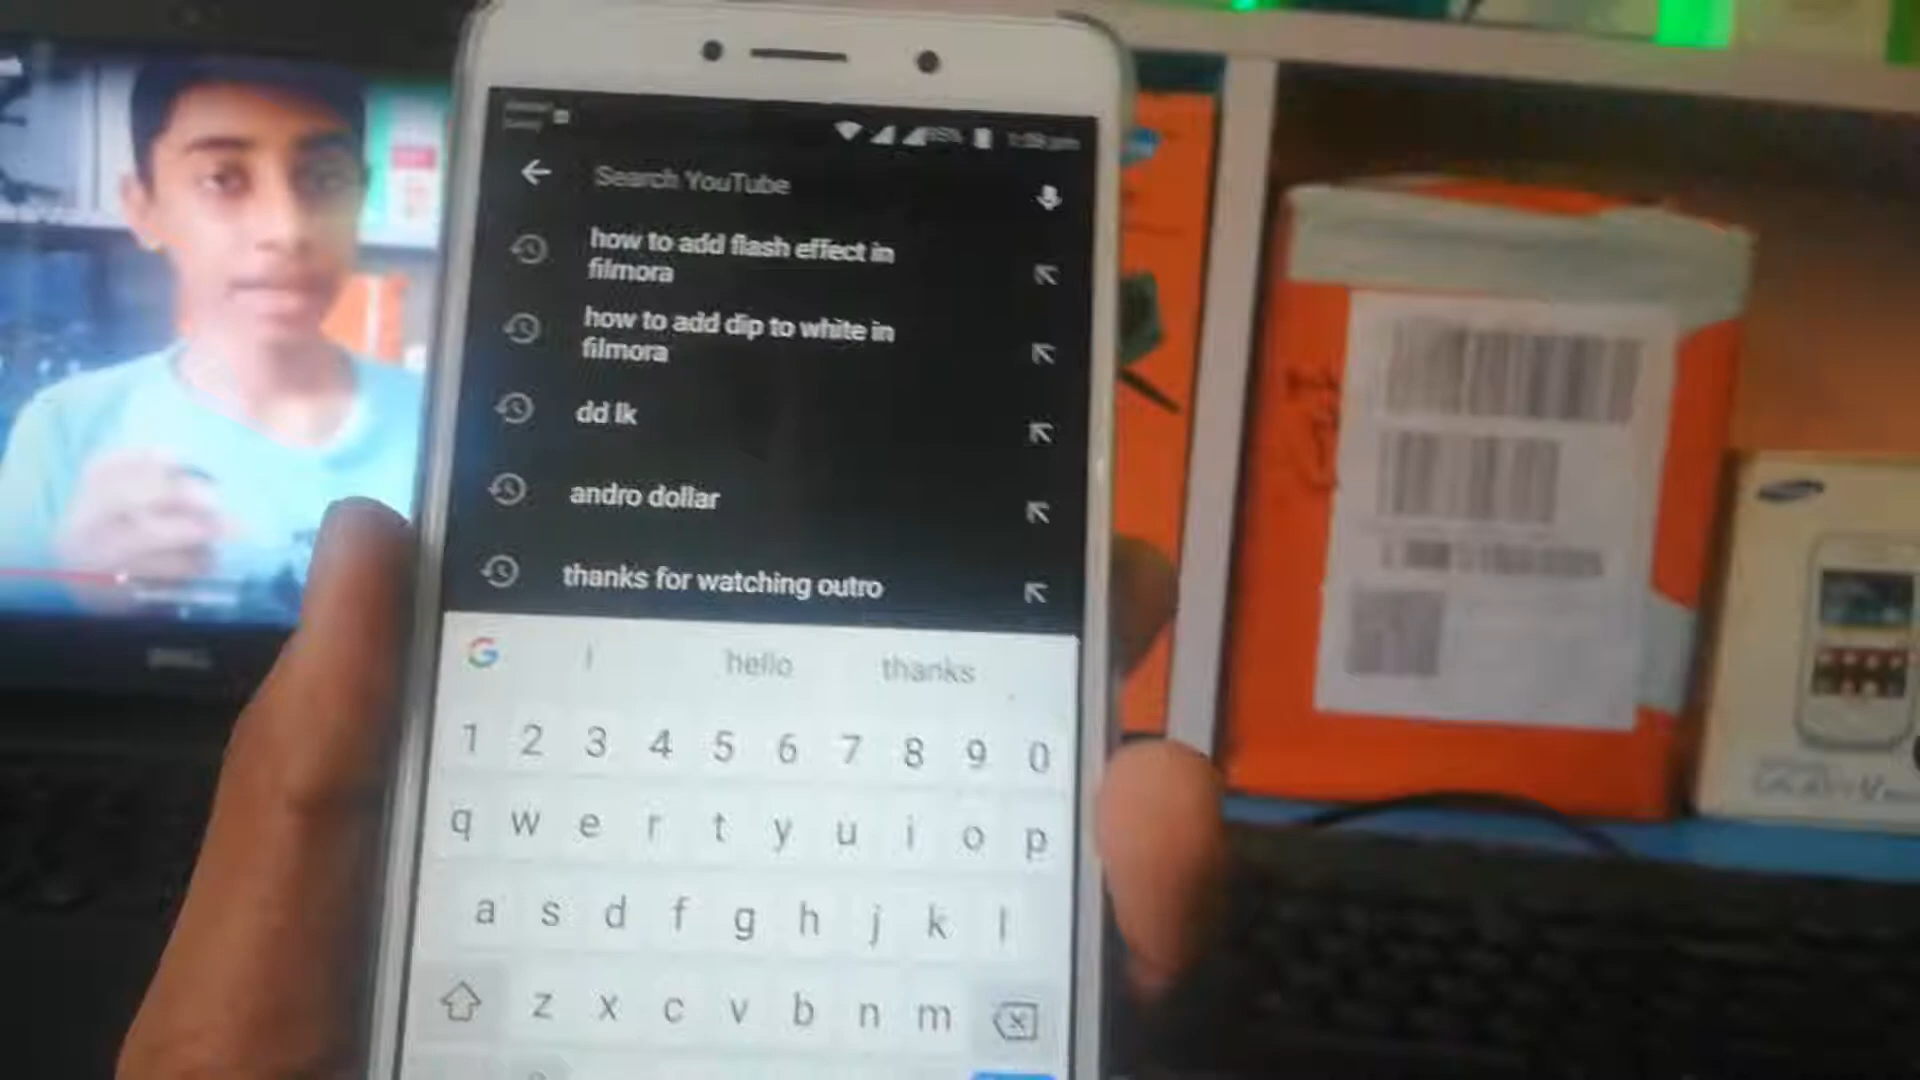 Search YouTube
how to add flash effect in
filmora
how to add dip to white in
filmora
dd lk
andro dollar
thanks for watching outro
G
hello
thanks
1 2 3 4 5 6 7 8 9 0
q w e r t y u i o p
a s d f g h j k l
z x c v b n m
DELL